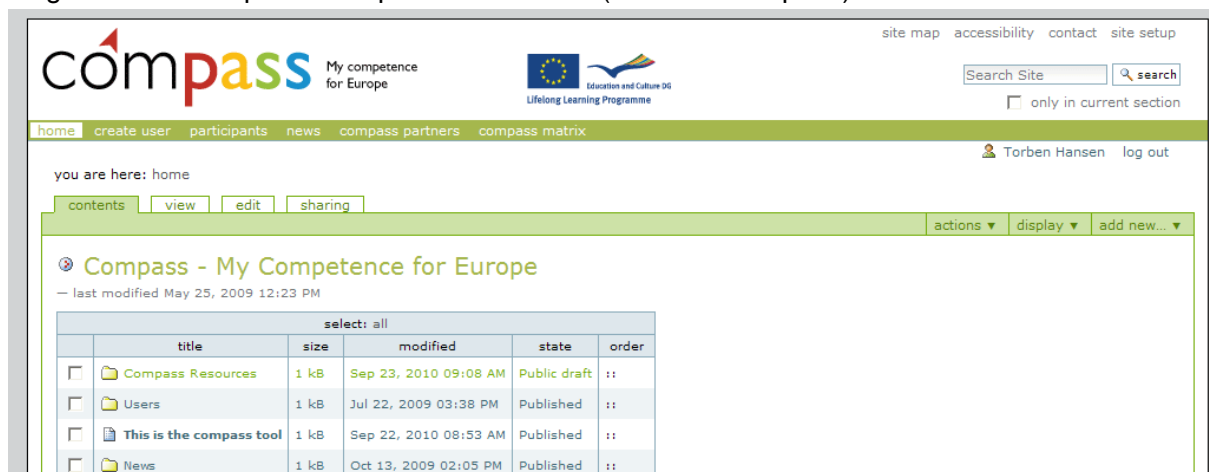 site map accessibility contact site setup
compass
My competence
for Europe
Education and Culture DG
Lifelong Learning Programme
Search Site search
only in current section
home create user participants news compass partners compass matrix
Torben Hansen log out
you are here: home
contents view edit sharing
actions ▼ display ▼ add new... ▼
Compass - My Competence for Europe
— last modified May 25, 2009 12:23 PM
select: all
title size modified state order
Compass Resources 1 kB Sep 23, 2010 09:08 AM Public draft ::
Users 1 kB Jul 22, 2009 03:38 PM Published ::
This is the compass tool 1 kB Sep 22, 2010 08:53 AM Published ::
News 1 kB Oct 13, 2009 02:05 PM Published ::